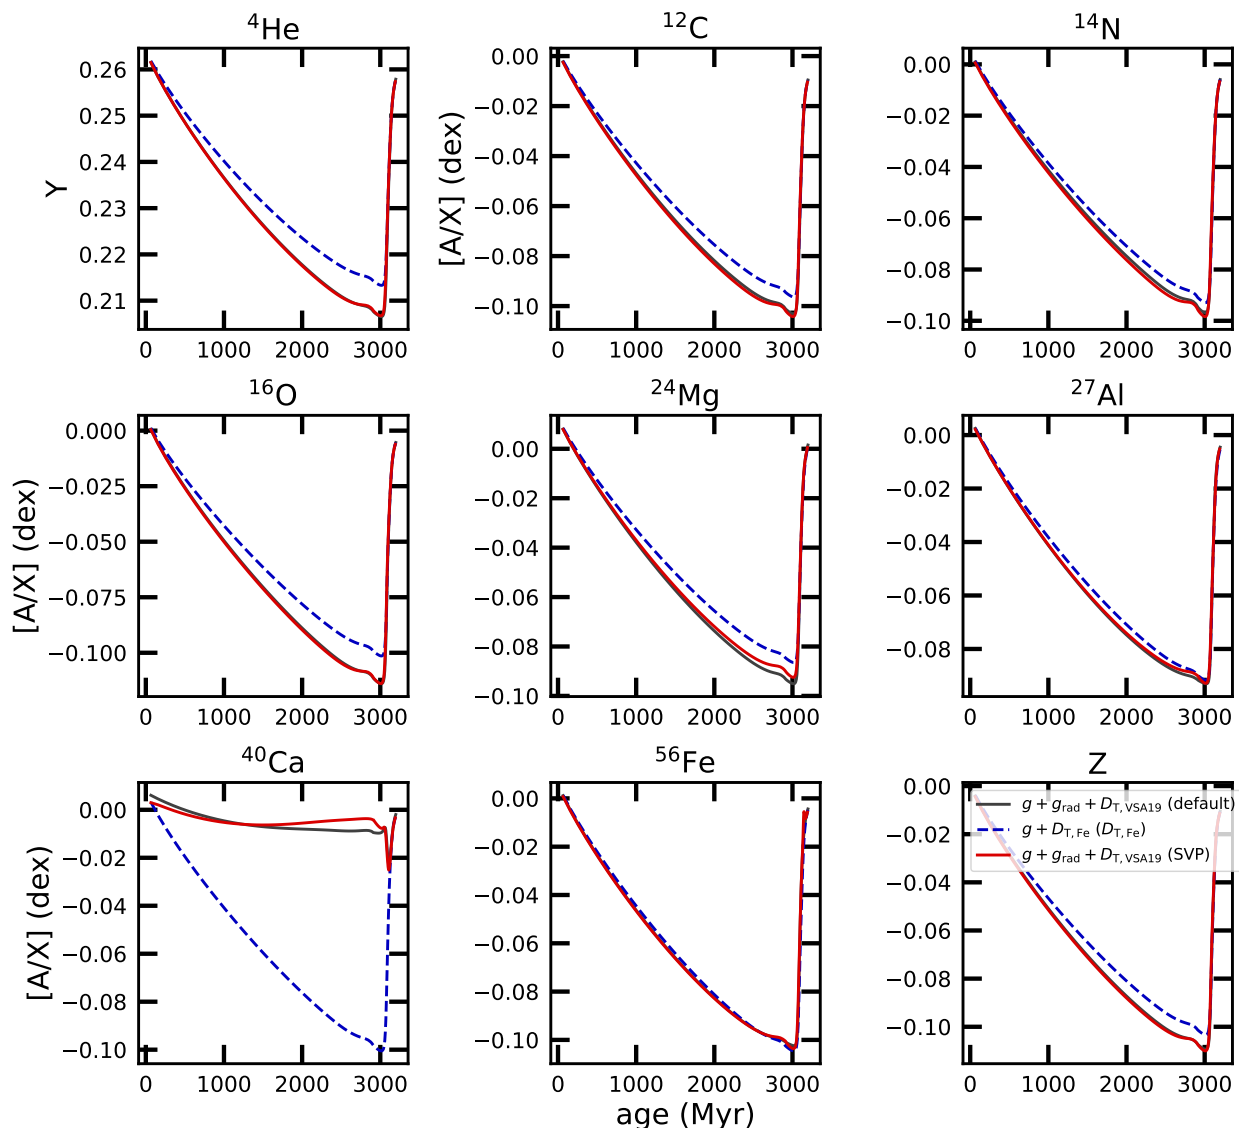 ⁴He
¹²C
¹⁴N
Y
0.26
0.25
0.24
0.23
0.22
0.21
0 1000 2000 3000
[A/X] (dex)
0.00
−0.02
−0.04
−0.06
−0.08
−0.10
0 1000 2000 3000
0.00
−0.02
−0.04
−0.06
−0.08
−0.10
0 1000 2000 3000
¹⁶O
²⁴Mg
²⁷Al
[A/X] (dex)
0.000
−0.025
−0.050
−0.075
−0.100
0 1000 2000 3000
0.00
−0.02
−0.04
−0.06
−0.08
−0.10
0 1000 2000 3000
0.00
−0.02
−0.04
−0.06
−0.08
0 1000 2000 3000
⁴⁰Ca
⁵⁶Fe
Z
[A/X] (dex)
0.00
−0.02
−0.04
−0.06
−0.08
−0.10
0 1000 2000 3000
0.00
−0.02
−0.04
−0.06
−0.08
−0.10
0 1000 2000 3000
age (Myr)
0.00
−0.02
−0.04
−0.06
−0.08
−0.10
0 1000 2000 3000
g + g_rad + D_T, VSA19 (default)
g + D_T, Fe (D_T, Fe)
g + g_rad + D_T, VSA19 (SVP)